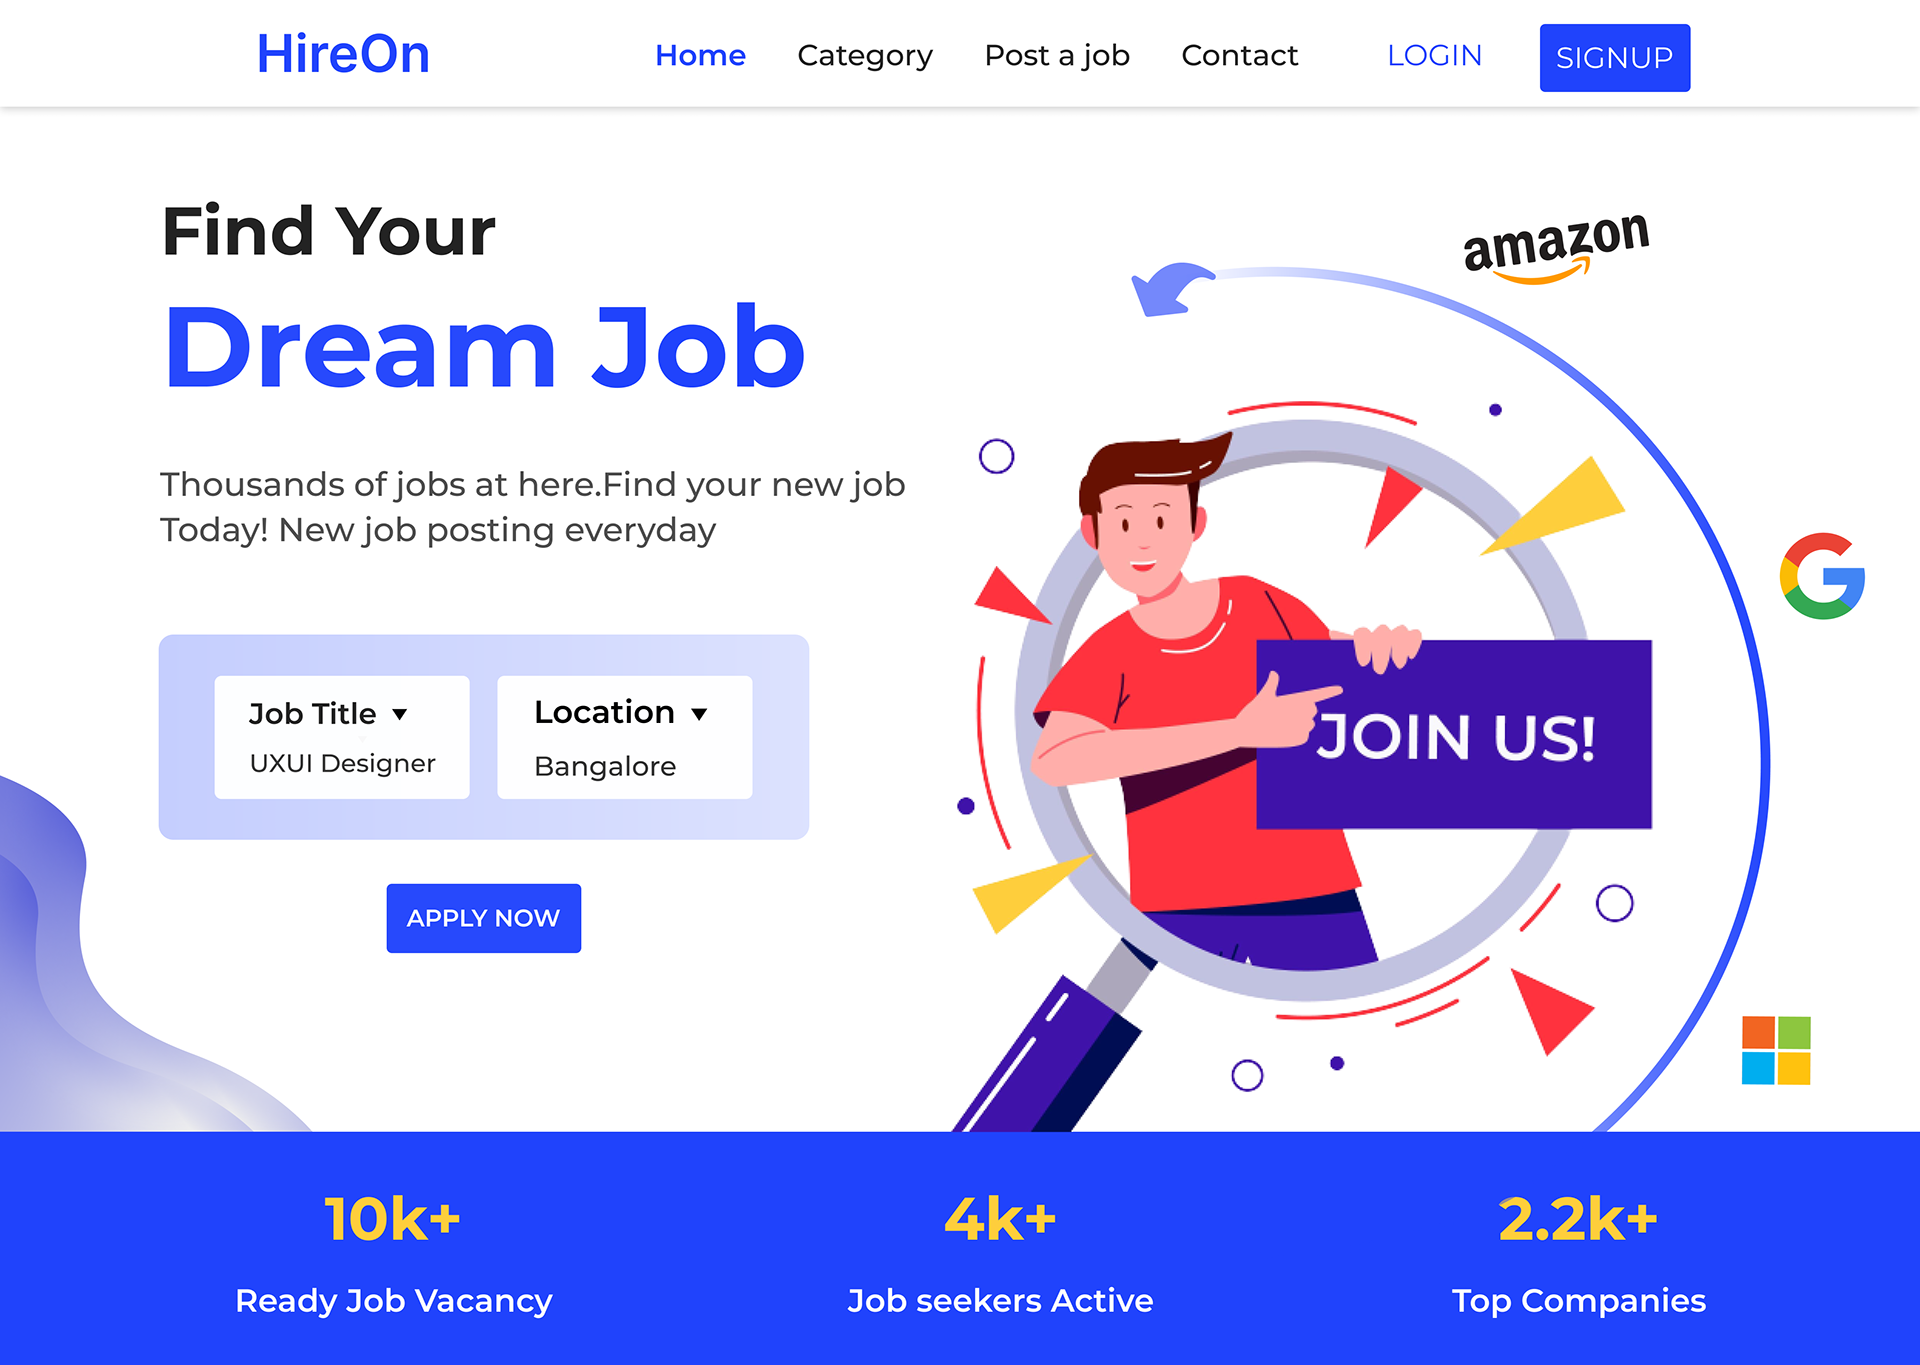 HireOn
Home Category Post a job Contact LOGIN SIGNUP
Find Your
Dream Job
amazon
Thousands of jobs at here.Find your new job
Today! New job posting everyday
Job Title ▼
UXUI Designer
Location ▼
Bangalore
JOIN US!
APPLY NOW
10k+
Ready Job Vacancy
4k+
Job seekers Active
2.2k+
Top Companies